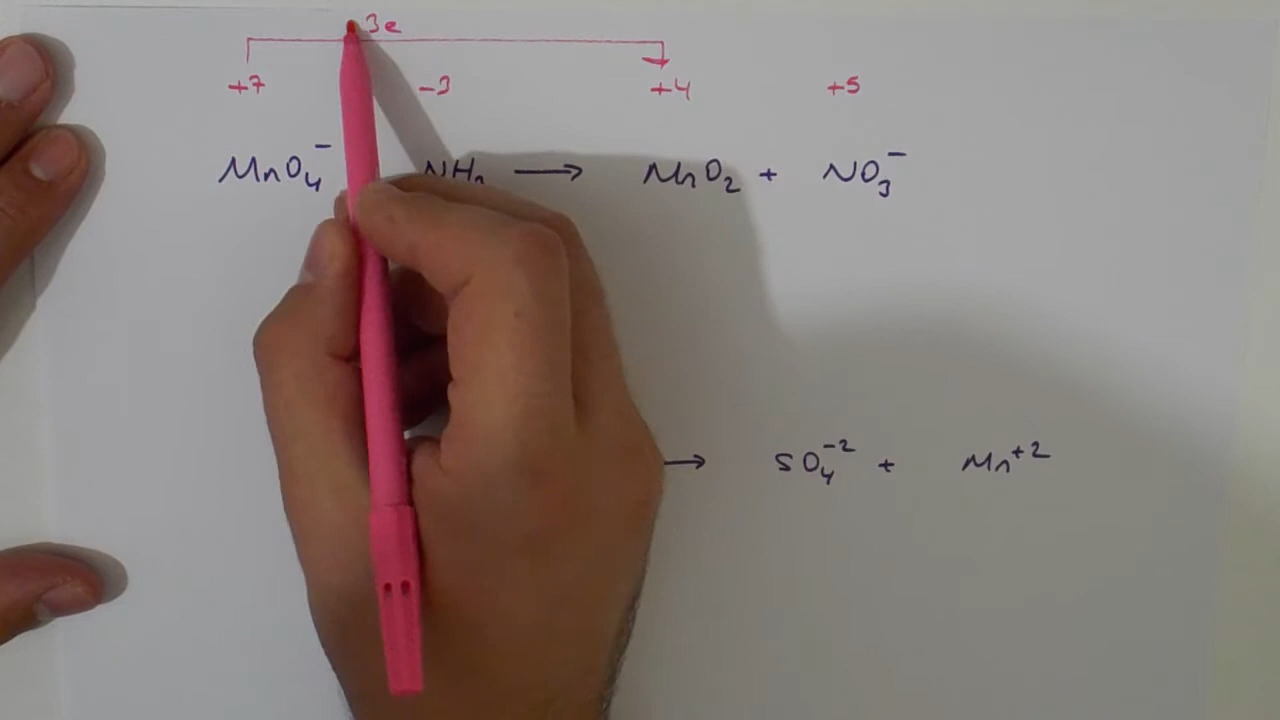 3e
+7 -3 +4 +5
MnO₄⁻ NH₃ → MnO₂ + NO₃⁻
→ SO₄⁻² + Mn⁺²